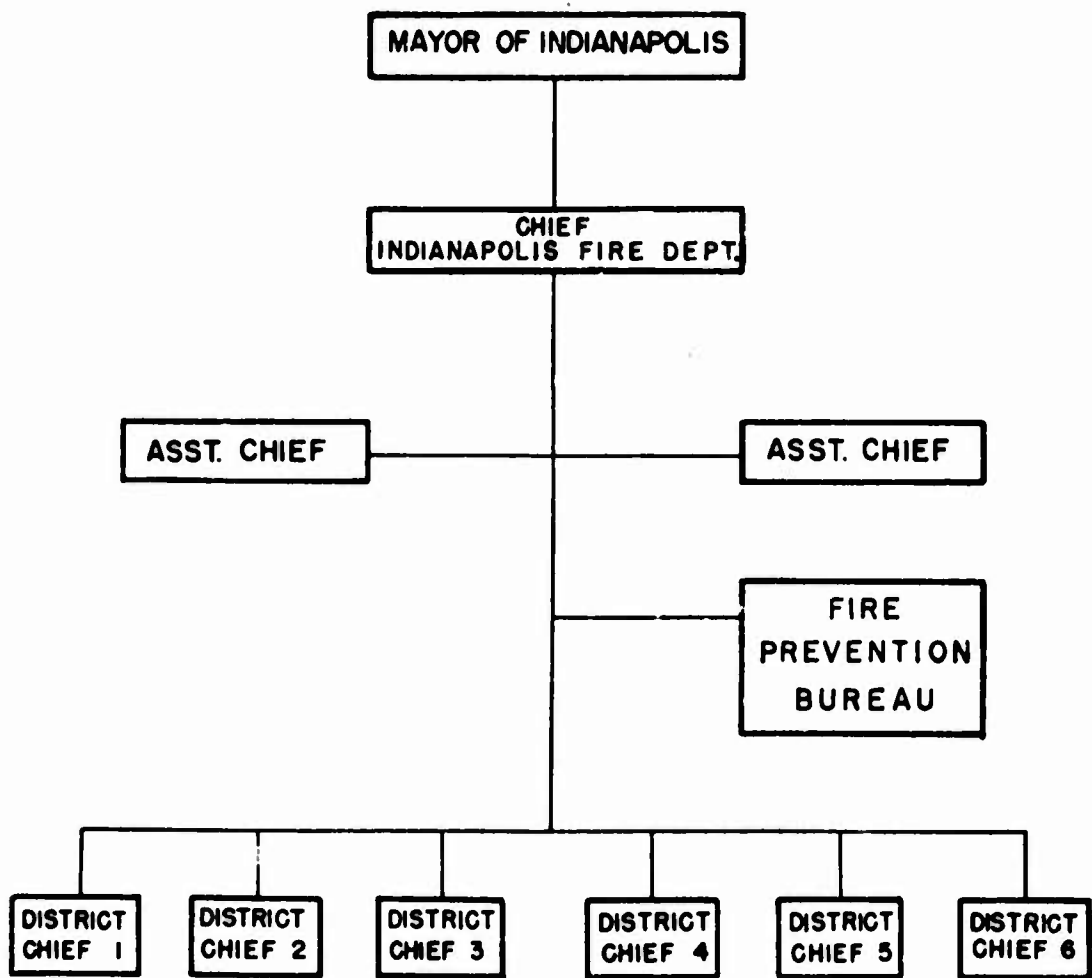 MAYOR OF INDIANAPOLIS
CHIEF
INDIANAPOLIS FIRE DEPT.
ASST. CHIEF
ASST. CHIEF
FIRE
PREVENTION
BUREAU
DISTRICT
CHIEF 1
DISTRICT
CHIEF 2
DISTRICT
CHIEF 3
DISTRICT
CHIEF 4
DISTRICT
CHIEF 5
DISTRICT
CHIEF 6